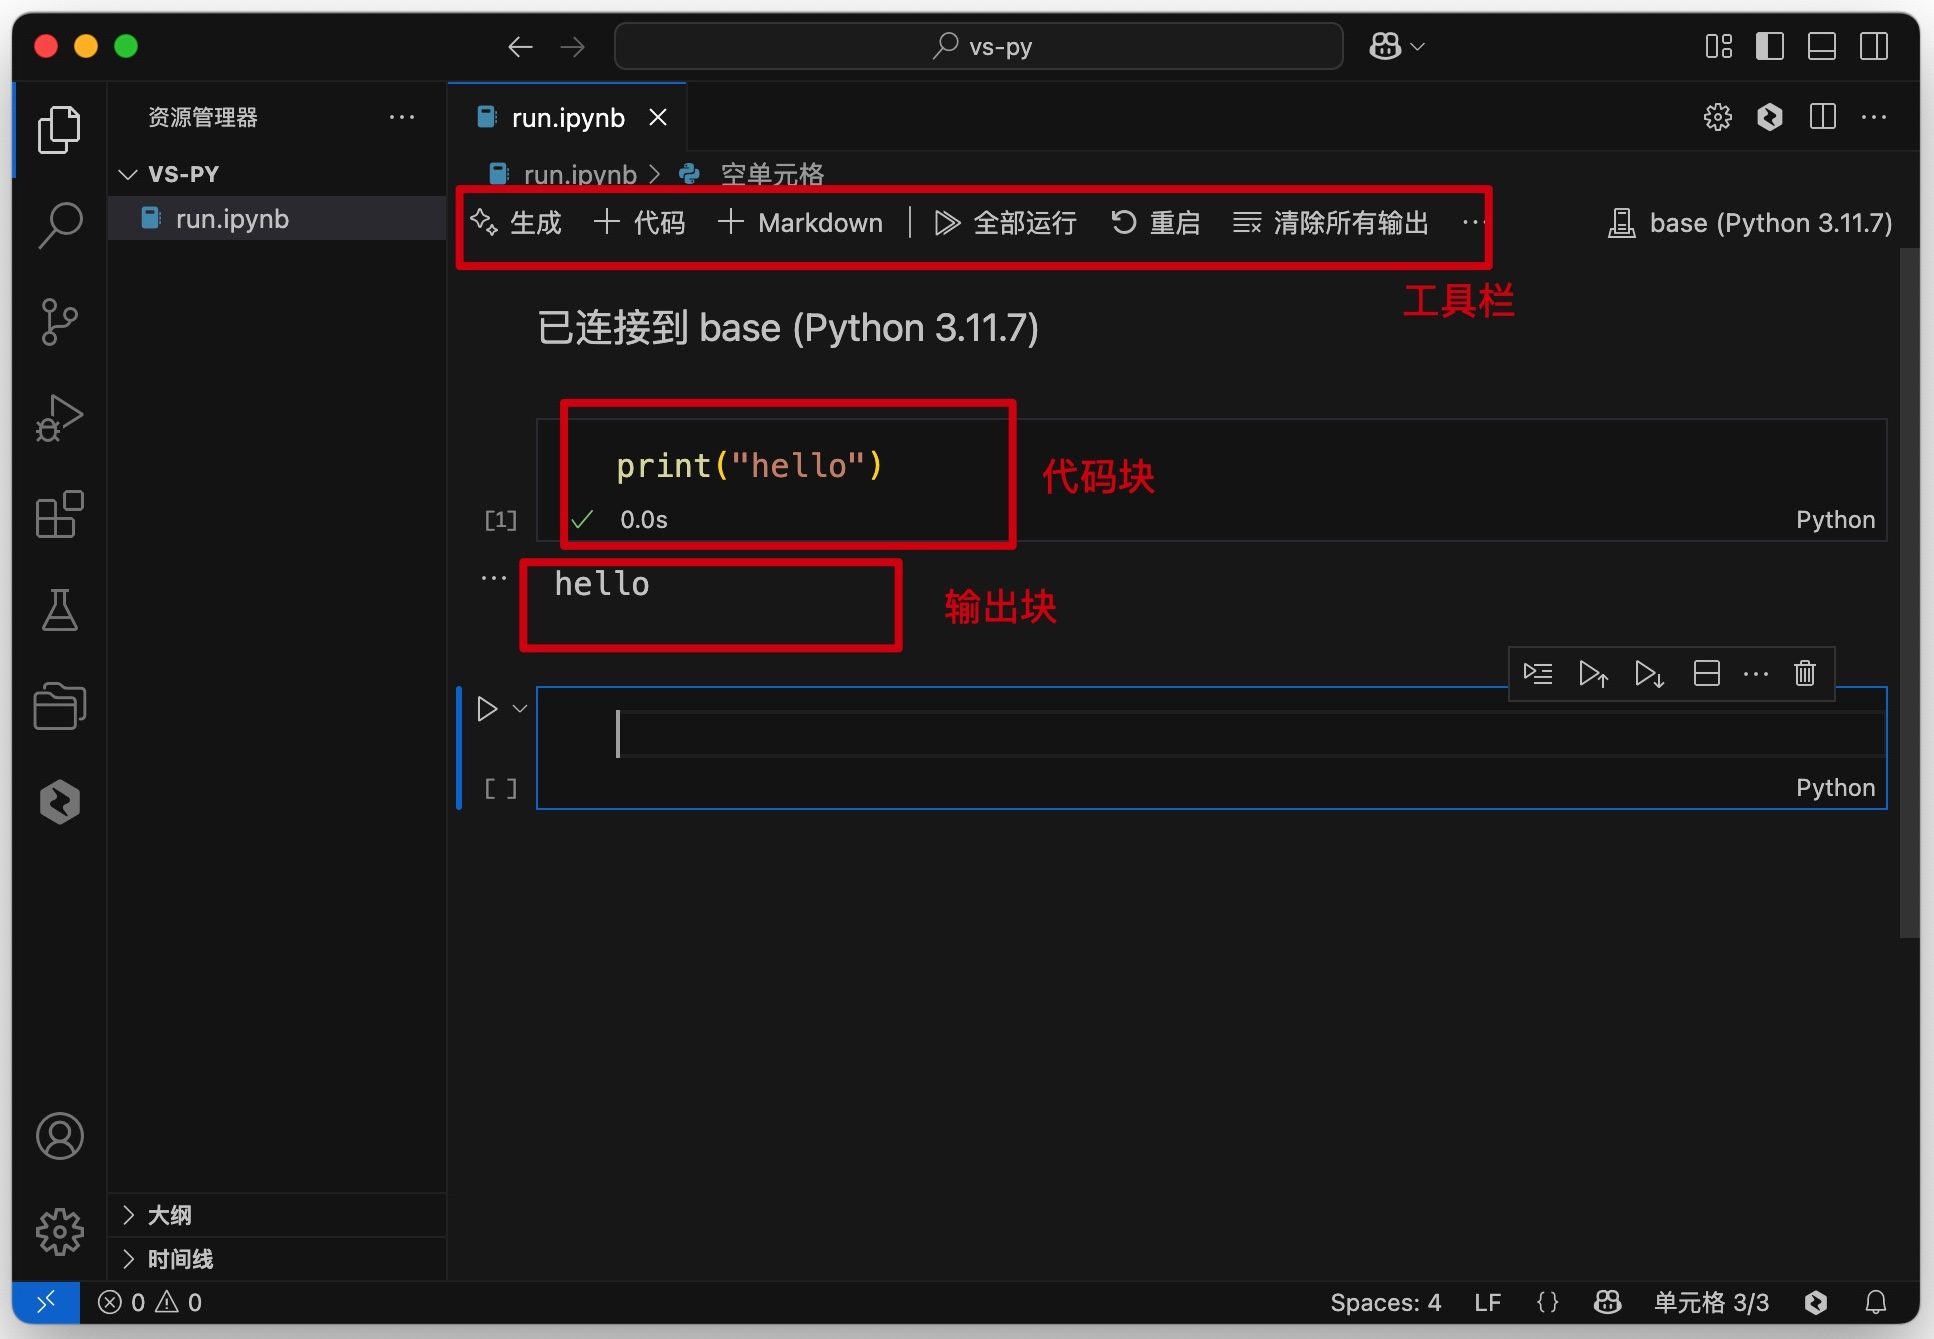 vs-py
资源管理器
VS-PY
run.ipynb
run.ipynb
run.ipynb > 空单元格
生成 代码 Markdown 全部运行 重启 清除所有输出 ...
base (Python 3.11.7)
工具栏
已连接到 base (Python 3.11.7)
print("hello")
代码块
[1]
0.0s
Python
hello
输出块
[ ]
Python
大纲
时间线
0 0
Spaces: 4 LF {} 单元格 3/3